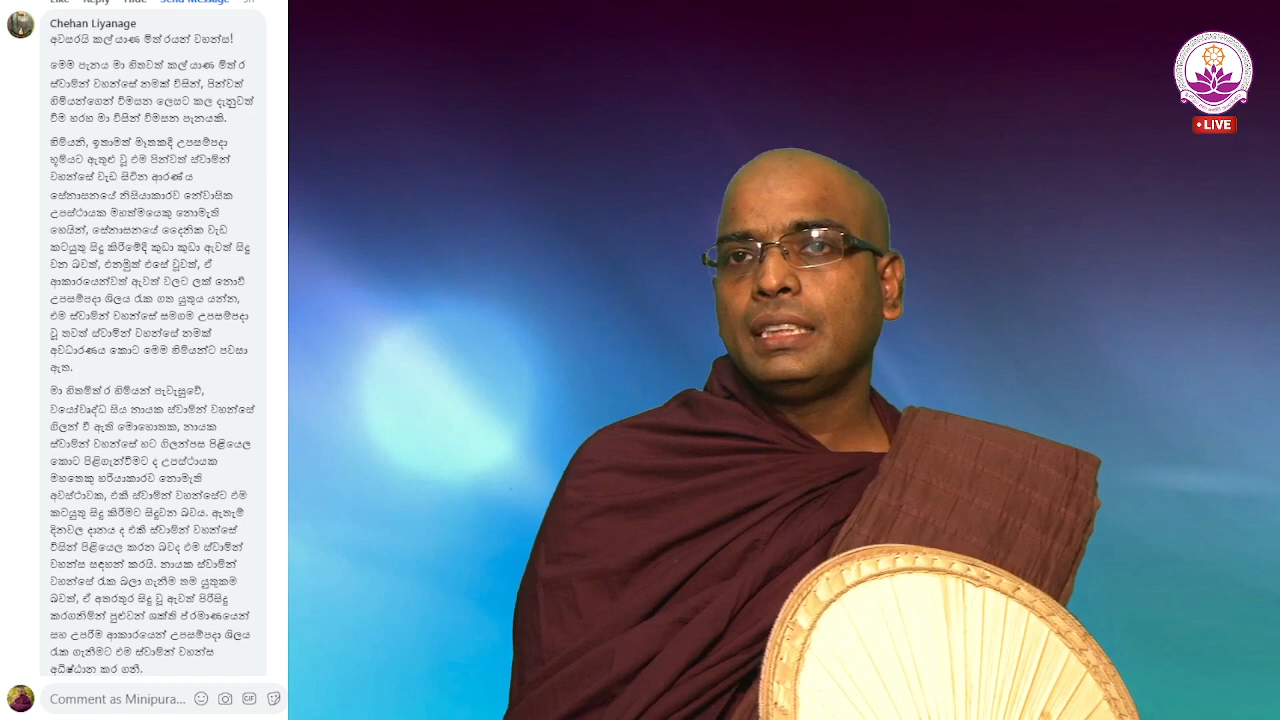 Like Reply Hide Send Message 5h
Chehan Liyanage
අවසරයි කල් යාණ මිත් රයන් වහන්ස!
මෙම පැනය මා හිතවත් කල් යාණ මිත් ර
ස්වාමින් වහන්සේ නමක් විසින්, පින්වත්
හිමියන්ගෙන් විමසන ලෙසට කල දැනුවත්
වීම හරහා මා විසින් විමසන පැනයකි.
හිමියනි, ඉතාමත් මෑතකදී උපසම්පදා
භූමියට ඇතුළු වූ එම පින්වත් ස්වාමින්
වහන්සේ වැඩ සිටින ආරණ් ය
සේනාසනයේ නිසියාකාරව නේවාසික
උපස්ථායක මහත්මයෙකු නොමැති
හෙයින්, සේනාසනයේ දෛනික වැඩ
කටයුතු සිදු කිරීමේදී කුඩා කුඩා ඇවත් සිදු
වන බවත්, එනමුත් එසේ වූවත්, ඒ
ආකාරයෙන්වත් ඇවත් වලට ලක් නොවී
උපසම්පදා ශීලය රැක ගත යුතුය යන්න,
එම ස්වාමින් වහන්සේ සමගම උපසම්පදා
වූ තවත් ස්වාමින් වහන්සේ නමක්
අවධාරණය කොට මෙම හිමියන්ට පවසා
ඇත.
මා හිතමිත් ර හිමියන් පැවැසුවේ,
වයෝවෘද්ධ සිය නායක ස්වාමින් වහන්සේ
ගිලන් වී ඇති මොහොතක, නායක
ස්වාමින් වහන්සේ හට ගිලන්පස පිළියෙල
කොට පිළිගැන්වීමට ද උපස්ථායක
මහතෙකු හරියාකාරව නොමැති
අවස්ථාවක, එකී ස්වාමින් වහන්සේට එම
කටයුතු සිදු කිරීමට සිදුවන බවය. ඇතැම්
දිනවල දානය ද එකී ස්වාමින් වහන්සේ
විසින් පිළියෙල කරන බවද එම ස්වාමින්
වහන්ස සඳහන් කරයි. නායක ස්වාමින්
වහන්සේ රැක බලා ගැනීම තම යුතුකම
බවත්, ඒ අතරතුර සිදු වූ ඇවත් පිරිසිදු
කරගනිමින් පුළුවන් ශක්ති ප් රමාණයෙන්
සහ උපරීම ආකාරයෙන් උපසම්පදා ශීලය
රැක ගැනීමට එම ස්වාමින් වහන්ස
අධිෂ්ඨාන කර ගනී.
Comment as Minipura...
GIF
LIVE